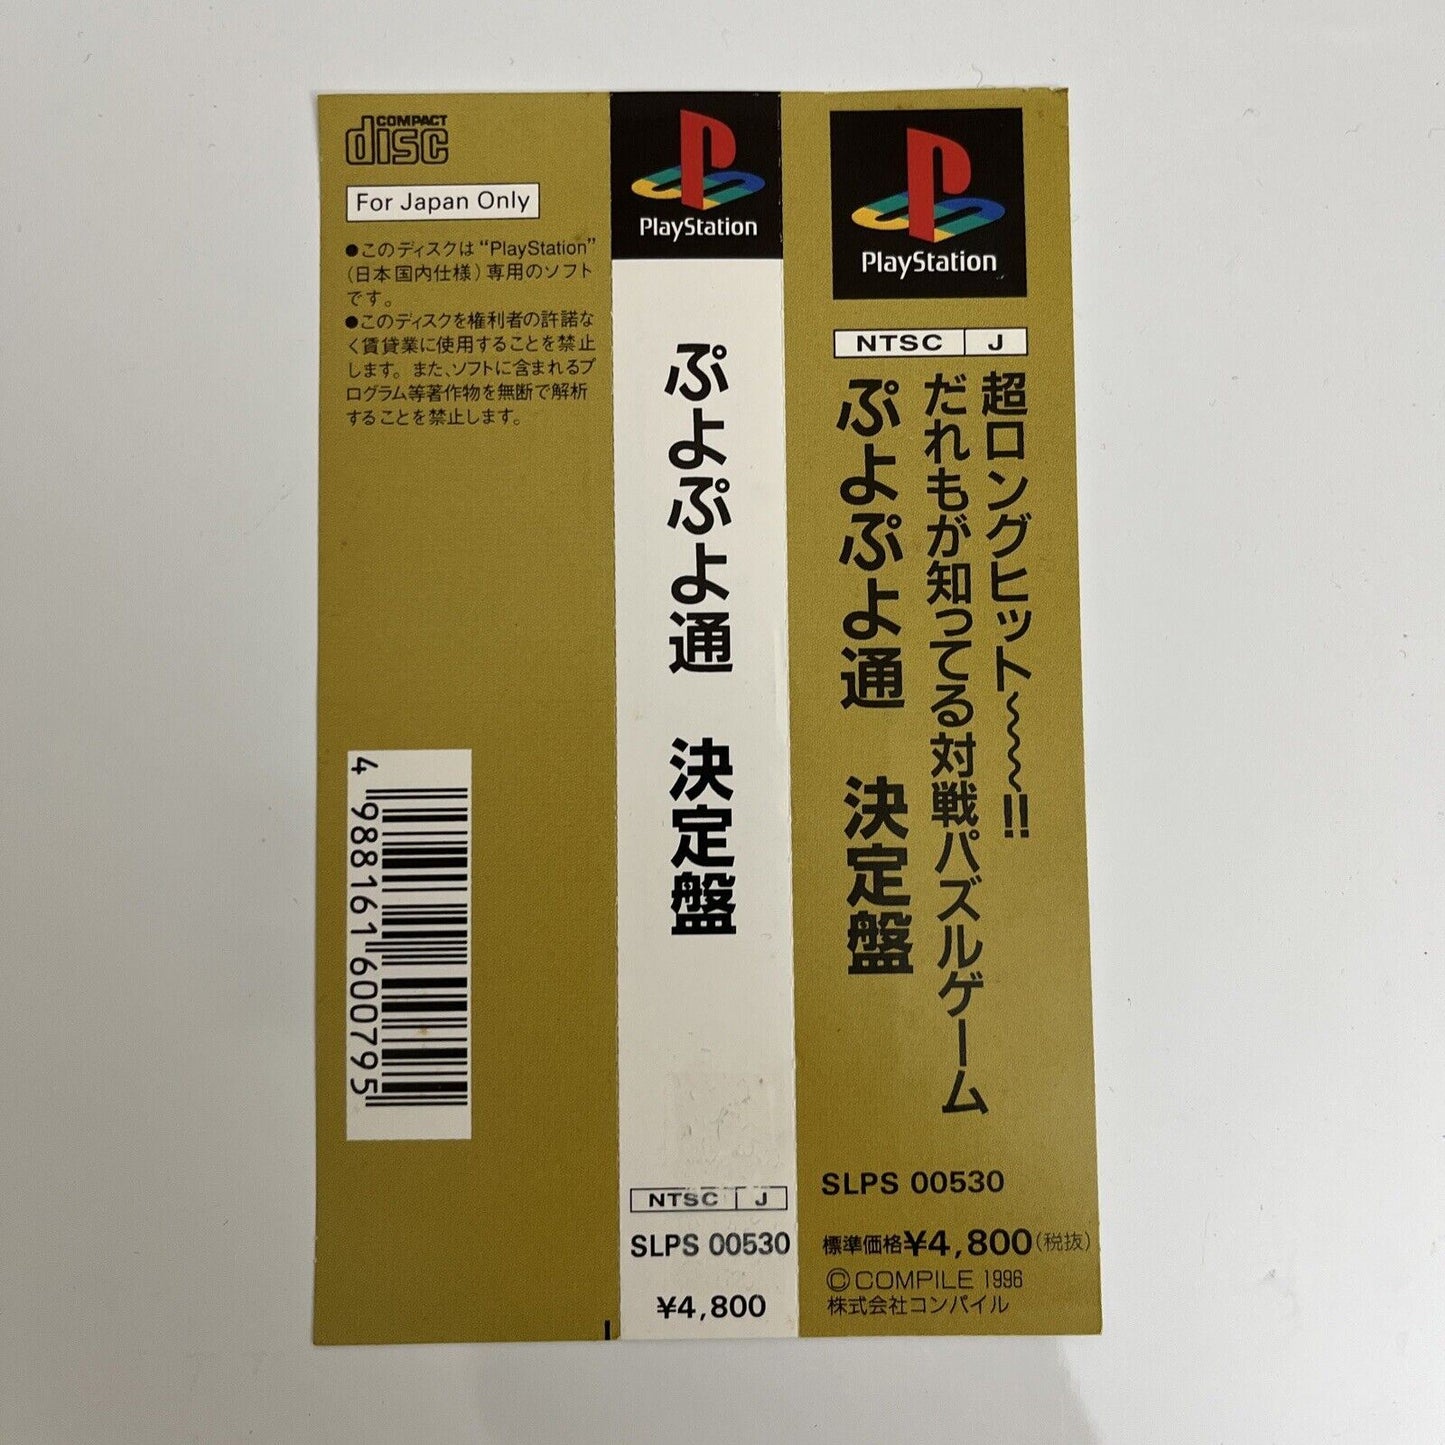 COMPACT
disc
For Japan Only
●このディスクは“PlayStation”
(日本国内仕様)専用のソフト
です。
●このディスクを権利者の許諾な
く賃貸業に使用することを禁止
します。また、ソフトに含まれるプ
ログラム等著作物を無断で解析
することを禁止します。
4 988161 600795
PlayStation
ぷよぷよ通 決定盤
NTSC J
SLPS 00530
¥4,800
PlayStation
NTSC J
超ロングヒット〜〜!!
だれもが知ってる対戦パズルゲーム
ぷよぷよ通 決定盤
SLPS 00530
標準価格¥4,800(税抜)
© COMPILE 1996
株式会社コンパイル